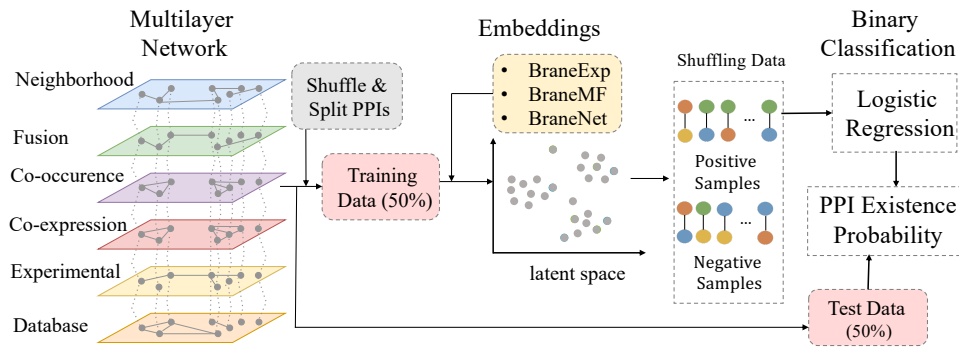 Multilayer
Network
Neighborhood
Fusion
Co-occurence
Co-expression
Experimental
Database
Shuffle &
Split PPIs
Training
Data (50%)
Embeddings
• BraneExp
• BraneMF
• BraneNet
latent space
Shuffling Data
...
Positive
Samples
...
Negative
Samples
Binary
Classification
Logistic
Regression
PPI Existence
Probability
Test Data
(50%)